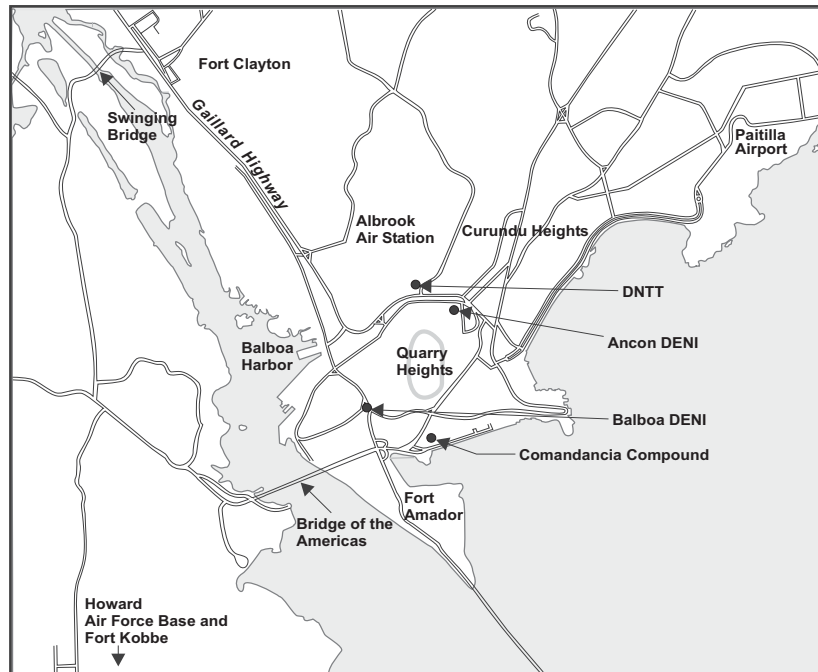 Fort Clayton
Swinging
Bridge
Gaillard Highway
Paitilla
Airport
Albrook
Air Station
Curundu Heights
DNTT
Ancon DENI
Balboa
Harbor
Quarry
Heights
Balboa DENI
Comandancia Compound
Fort
Amador
Bridge of the
Americas
Howard
Air Force Base and
Fort Kobbe